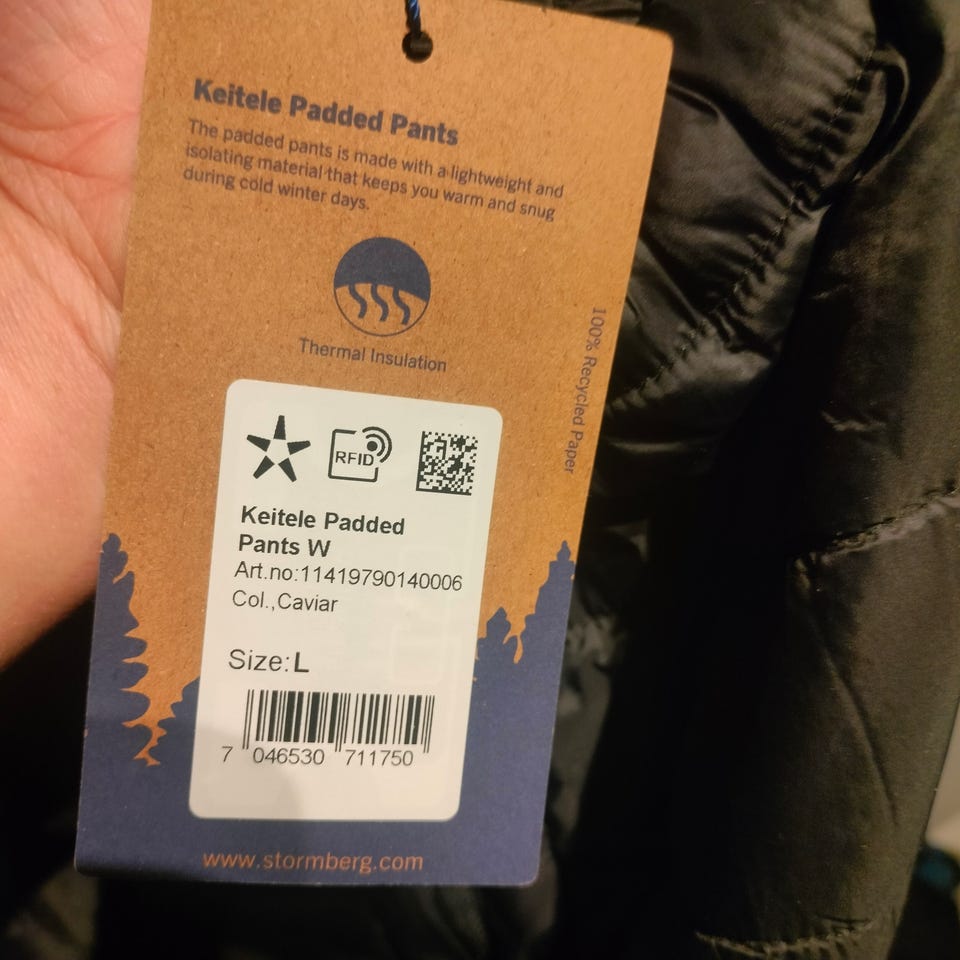 Keitele Padded Pants
The padded pants is made with a lightweight and
isolating material that keeps you warm and snug
during cold winter days.
Thermal Insulation
100% Recycled Paper
RFID
Keitele Padded
Pants W
Art.no:11419790140006
Col.,Caviar
Size:L
7 046530 711750
www.stormberg.com